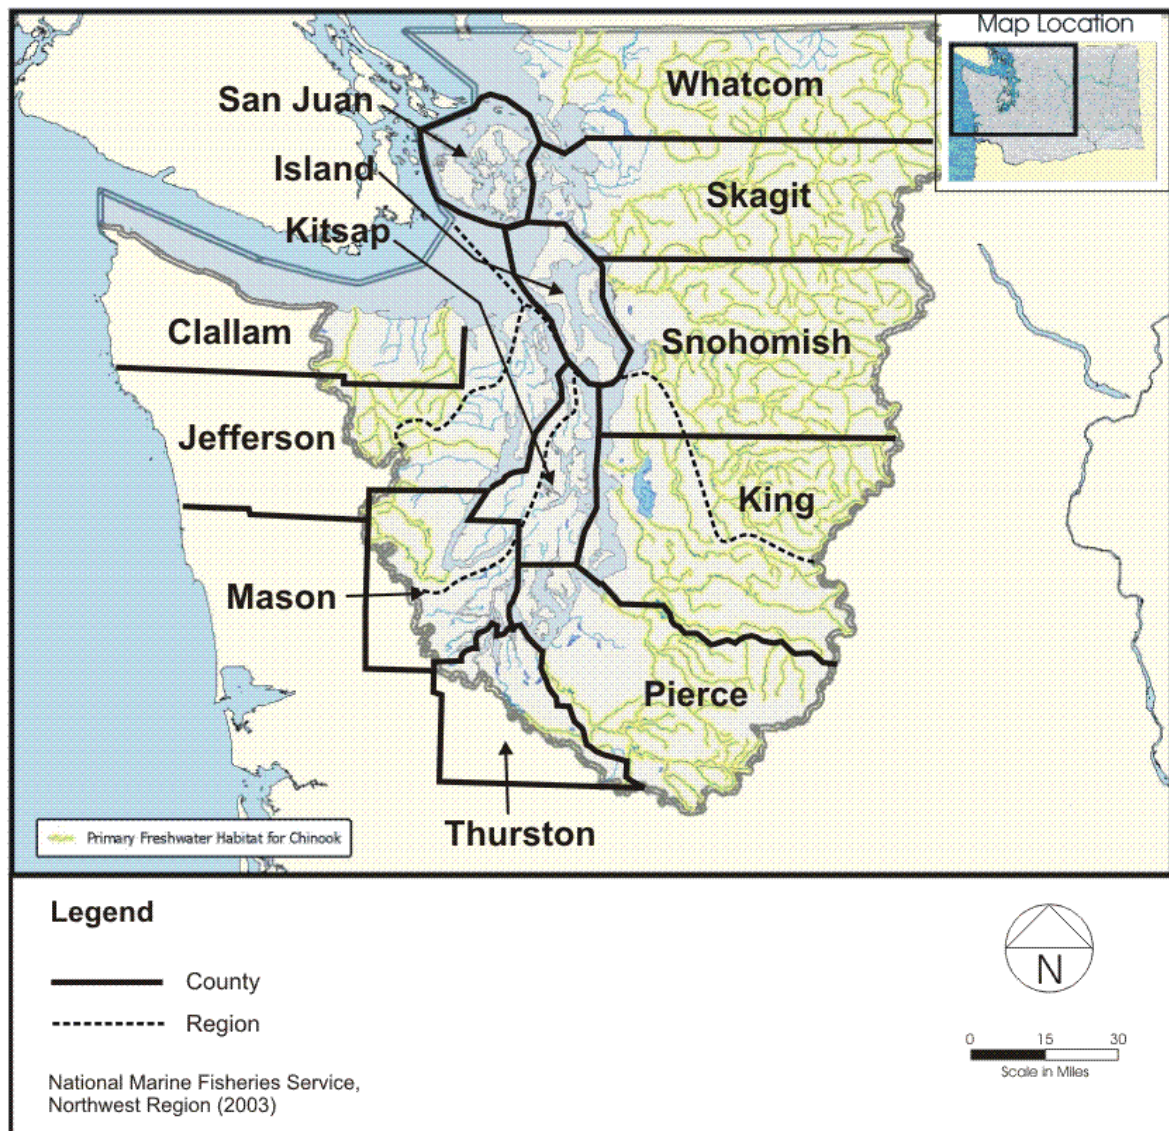 Map Location
Whatcom
San Juan
Island
Skagit
Kitsap
Clallam
Snohomish
Jefferson
King
Mason
Pierce
Thurston
Primary Freshwater Habitat for Chinook
Legend
County
Region
N
0 15 30
Scale in Miles
National Marine Fisheries Service,
Northwest Region (2003)